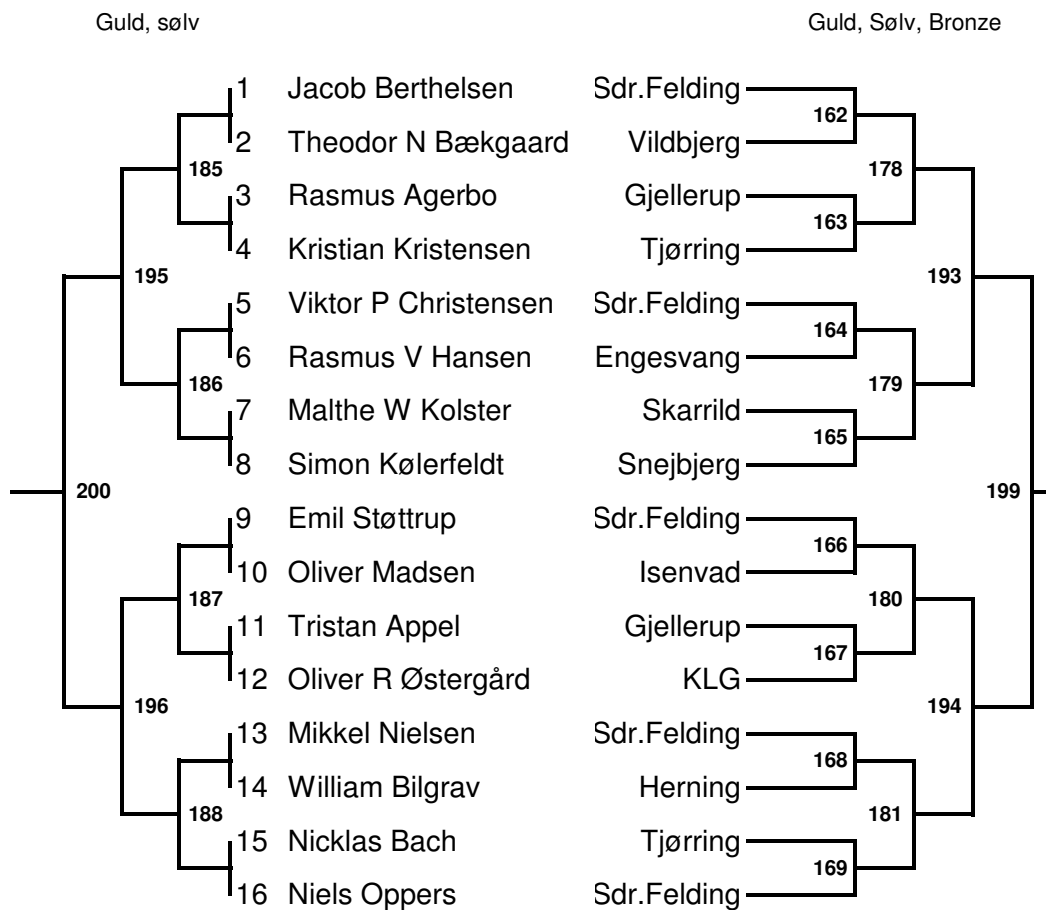 Guld, sølv Guld, Sølv, Bronze
1 Jacob Berthelsen Sdr.Felding
162
2 Theodor N Bækgaard Vildbjerg
185 178
3 Rasmus Agerbo Gjellerup
163
4 Kristian Kristensen Tjørring
195 193
5 Viktor P Christensen Sdr.Felding
164
6 Rasmus V Hansen Engesvang
186 179
7 Malthe W Kolster Skarrild
165
8 Simon Kølerfeldt Snejbjerg
200 199
9 Emil Støttrup Sdr.Felding
166
10 Oliver Madsen Isenvad
187 180
11 Tristan Appel Gjellerup
167
12 Oliver R Østergård KLG
196 194
13 Mikkel Nielsen Sdr.Felding
168
14 William Bilgrav Herning
188 181
15 Nicklas Bach Tjørring
169
16 Niels Oppers Sdr.Felding